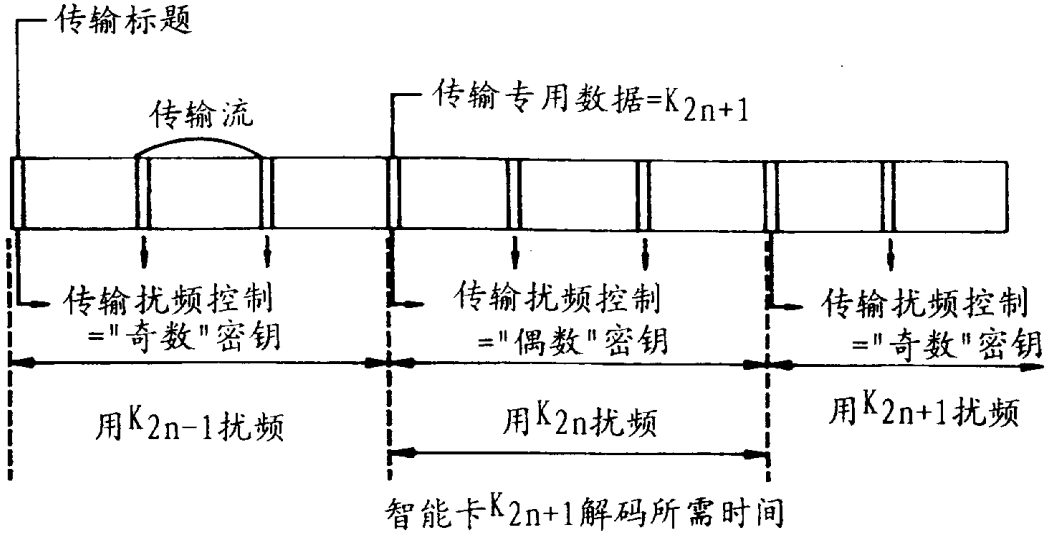 传输标题
传输流
传输专用数据=K2n+1
传输扰频控制
="奇数"密钥
传输扰频控制
="偶数"密钥
传输扰频控制
="奇数"密钥
用K2n-1扰频
用K2n扰频
用K2n+1扰频
智能卡K2n+1解码所需时间